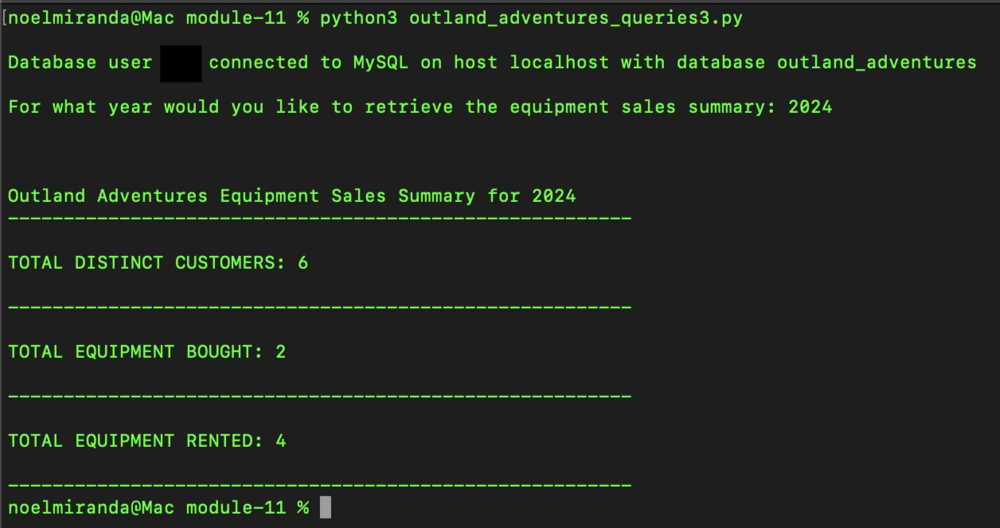 [noelmiranda@Mac module-11 % python3 outland_adventures_queries3.py
Database user connected to MySQL on host localhost with database outland_adventures
For what year would you like to retrieve the equipment sales summary: 2024
Outland Adventures Equipment Sales Summary for 2024
--------------------------------------------------------
TOTAL DISTINCT CUSTOMERS: 6
--------------------------------------------------------
TOTAL EQUIPMENT BOUGHT: 2
--------------------------------------------------------
TOTAL EQUIPMENT RENTED: 4
--------------------------------------------------------
noelmiranda@Mac module-11 %